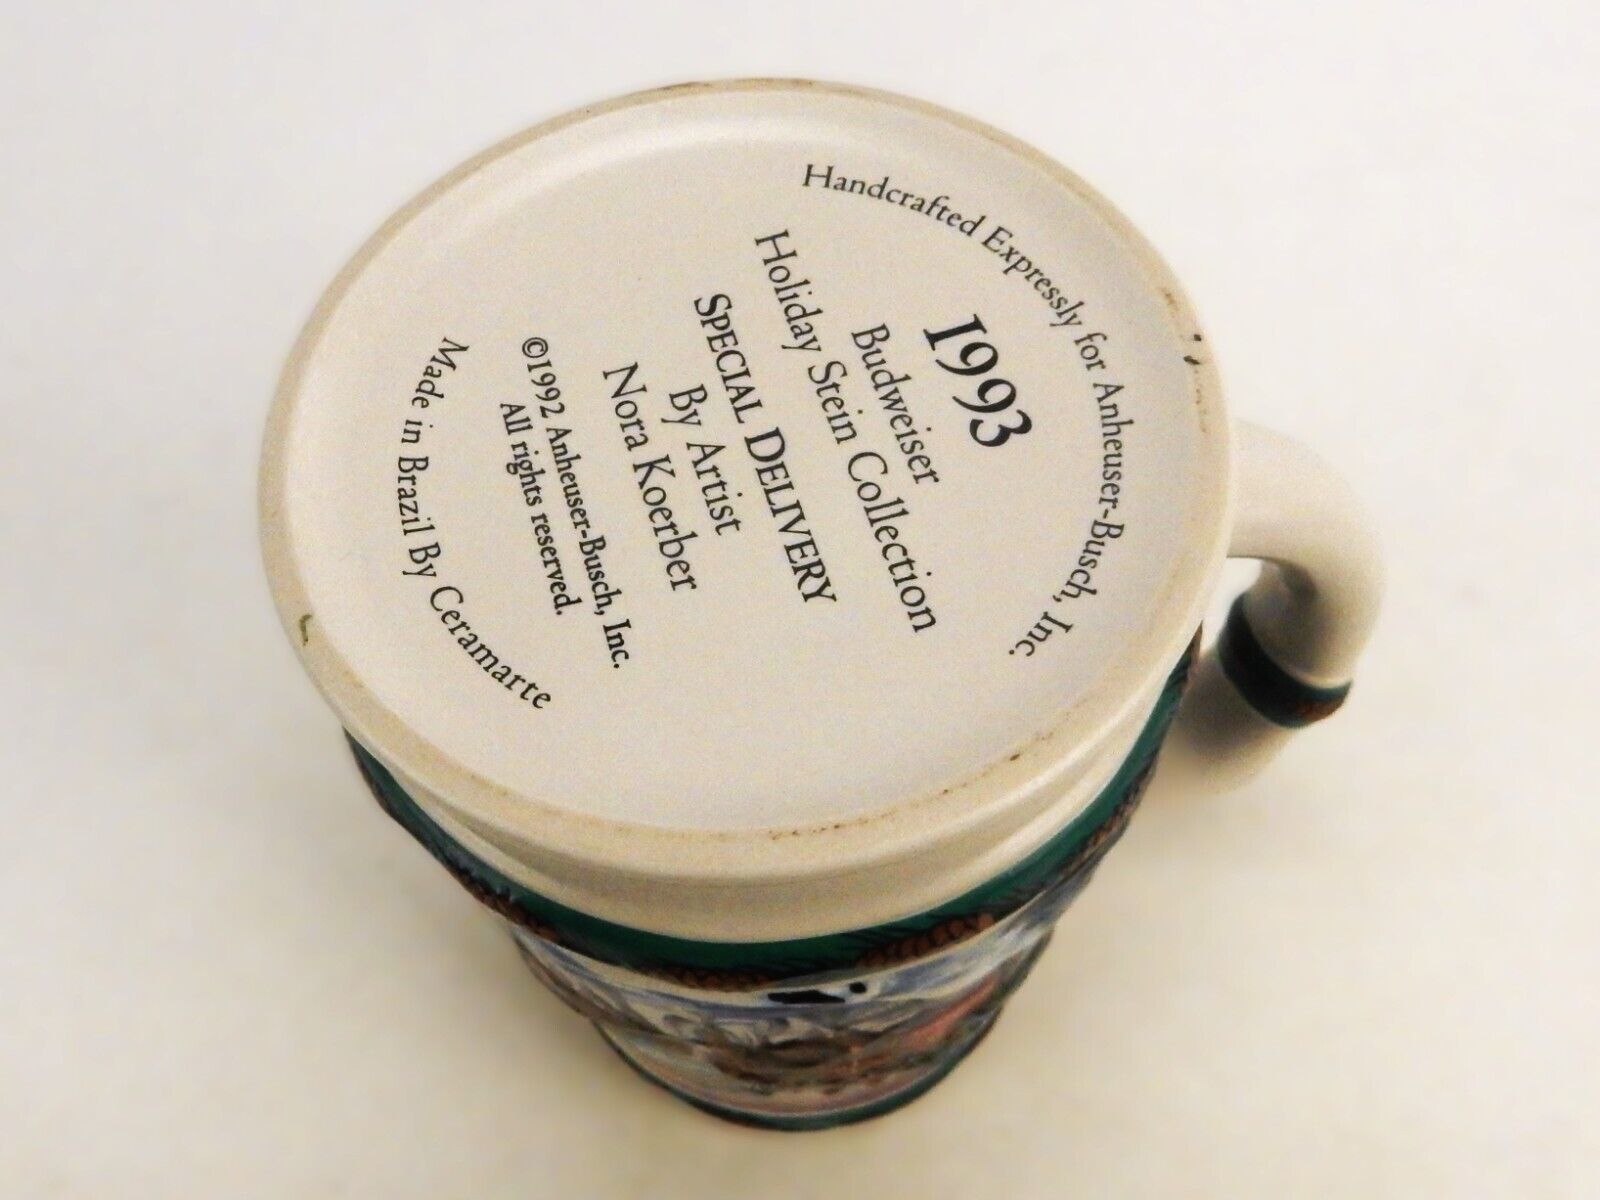 Handcrafted Expressly for Anheuser-Busch, Inc.
1993
Budweiser
Holiday Stein Collection
SPECIAL DELIVERY
By Artist
Nora Koerber
©1992 Anheuser-Busch, Inc.
All rights reserved.
Made in Brazil By Ceramarte